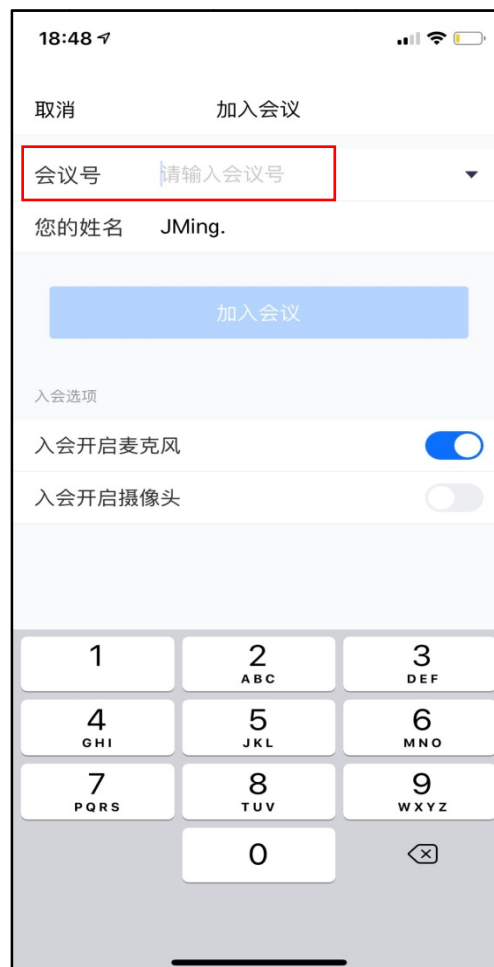 18:48
取消 加入会议
会议号 请输入会议号
您的姓名 JMing.
加入会议
入会选项
入会开启麦克风
入会开启摄像头
1 2 3
ABC DEF
4 5 6
GHI JKL MNO
7 8 9
PQRS TUV WXYZ
0